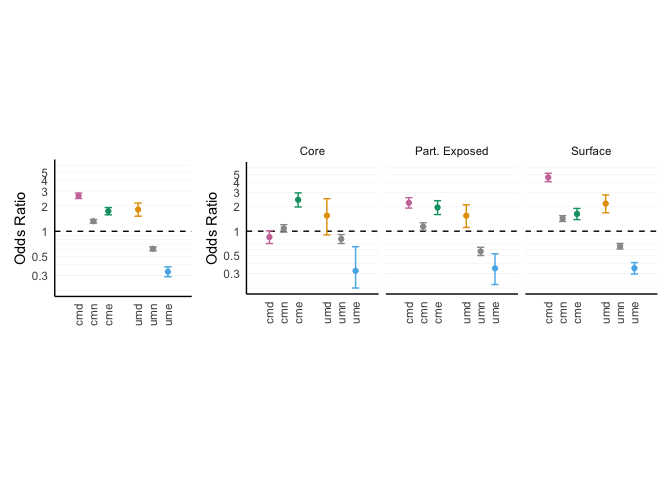 Odds Ratio
5
4
3
2
1
0.5
0.3
cmd
cmn
cme
umd
umn
ume
Odds Ratio
5
4
3
2
1
0.5
0.3
Core
Part. Exposed
Surface
cmd
cmn
cme
umd
umn
ume
cmd
cmn
cme
umd
umn
ume
cmd
cmn
cme
umd
umn
ume